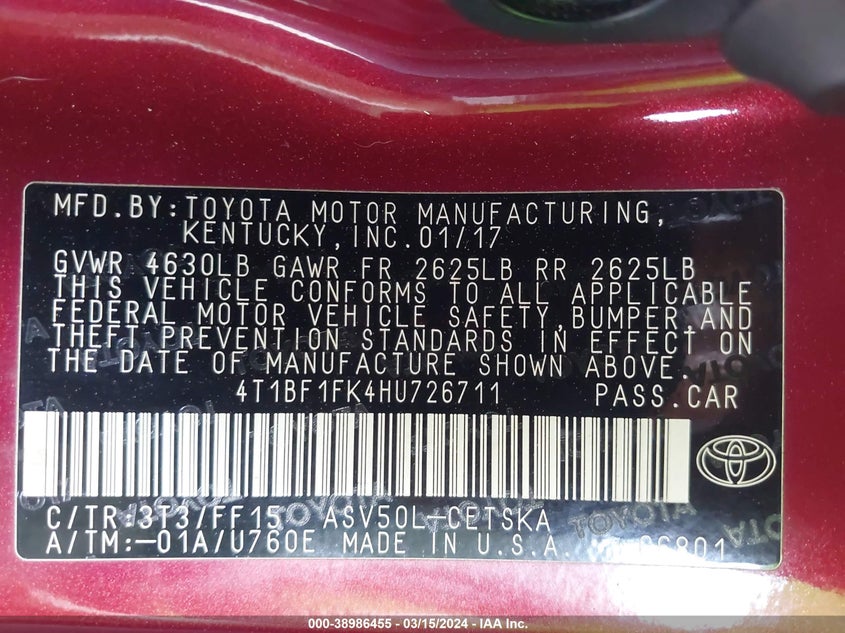 MFD.BY:TOYOTA MOTOR MANUFACTURING,
KENTUCKY,INC.01/17
GVWR 4630LB GAWR FR 2625LB RR 2625LB
THIS VEHICLE CONFORMS TO ALL APPLICABLE
FEDERAL MOTOR VEHICLE SAFETY,BUMPER,AND
THEFT PREVENTION STANDARDS IN EFFECT ON
THE DATE OF MANUFACTURE SHOWN ABOVE.
4T1BF1FK4HU726711 PASS.CAR
C/TR:3T3/FF15 ASV50L-CETSKA
A/TM:-01A/U760E MADE IN U.S.A.
000-38986455 - 03/15/2024 - IAA Inc.